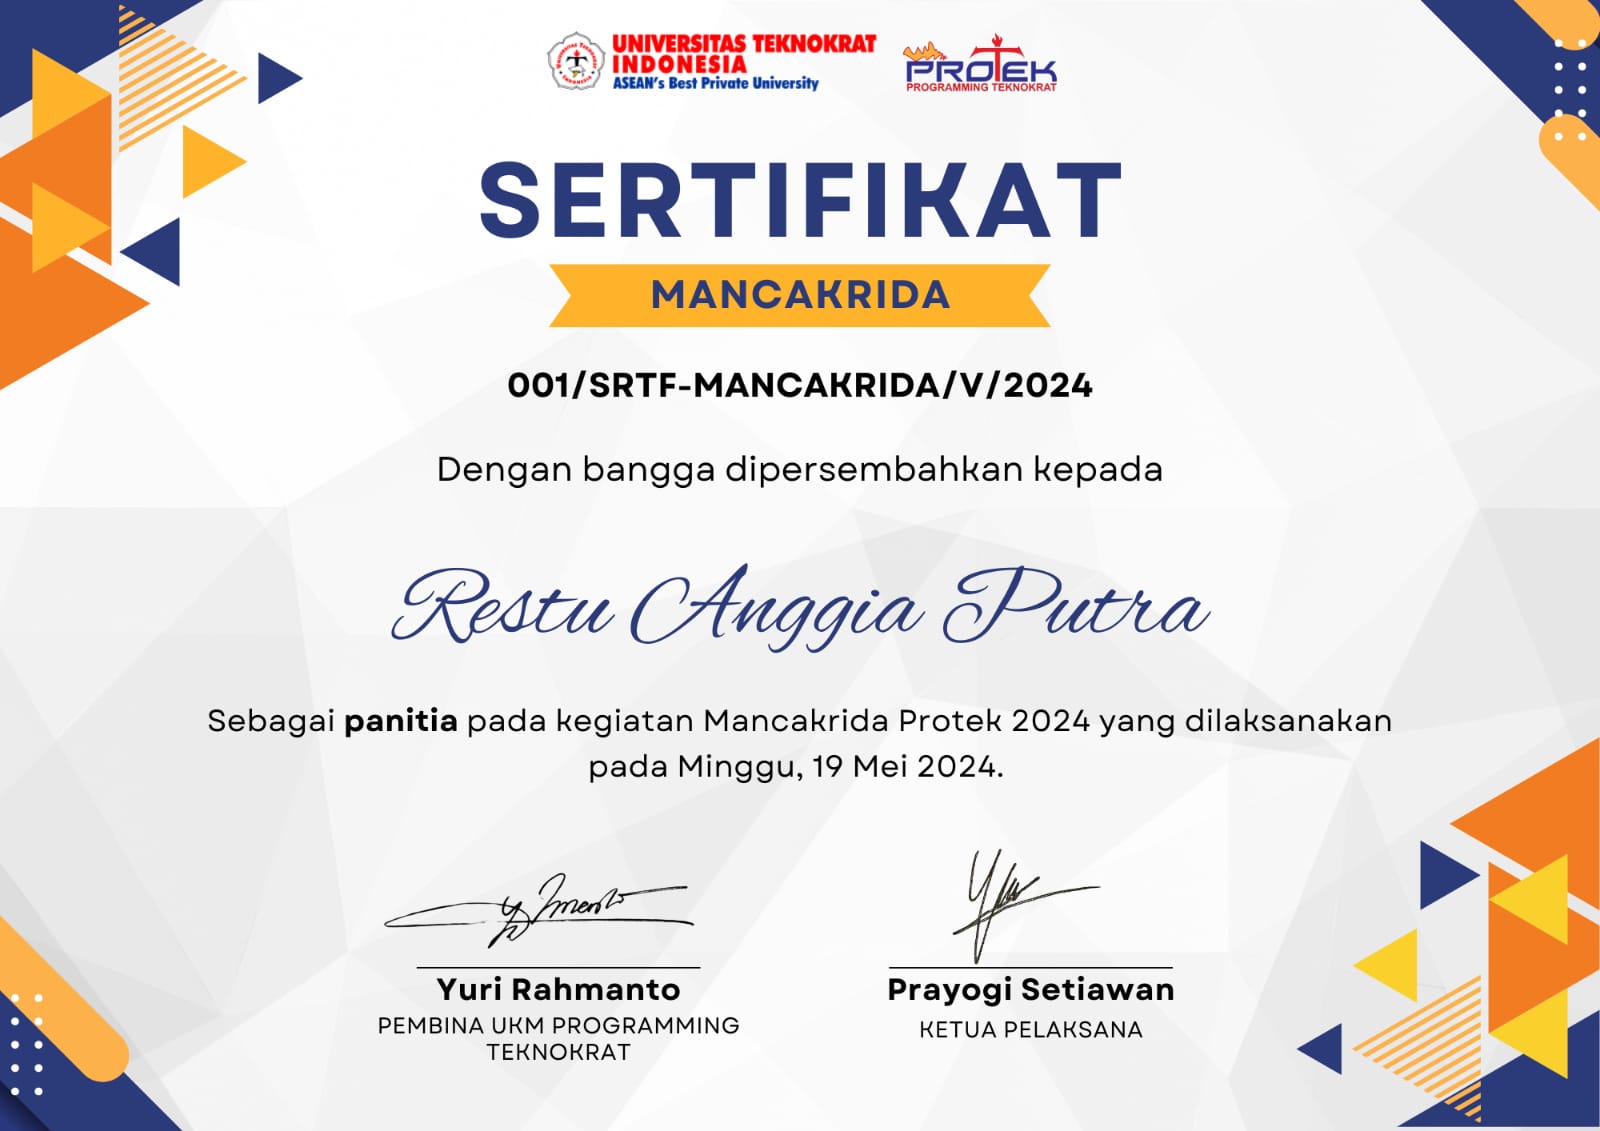 UNIVERSITAS TEKNOKRAT
INDONESIA
ASEAN's Best Private University
PROTEK
PROGRAMMING TEKNOKRAT
SERTIFIKAT
MANCAKRIDA
001/SRTF-MANCAKRIDA/V/2024
Dengan bangga dipersembahkan kepada
Restu Anggia Putra
Sebagai panitia pada kegiatan Mancakrida Protek 2024 yang dilaksanakan
pada Minggu, 19 Mei 2024.
Yuri Rahmanto
PEMBINA UKM PROGRAMMING
TEKNOKRAT
Prayogi Setiawan
KETUA PELAKSANA